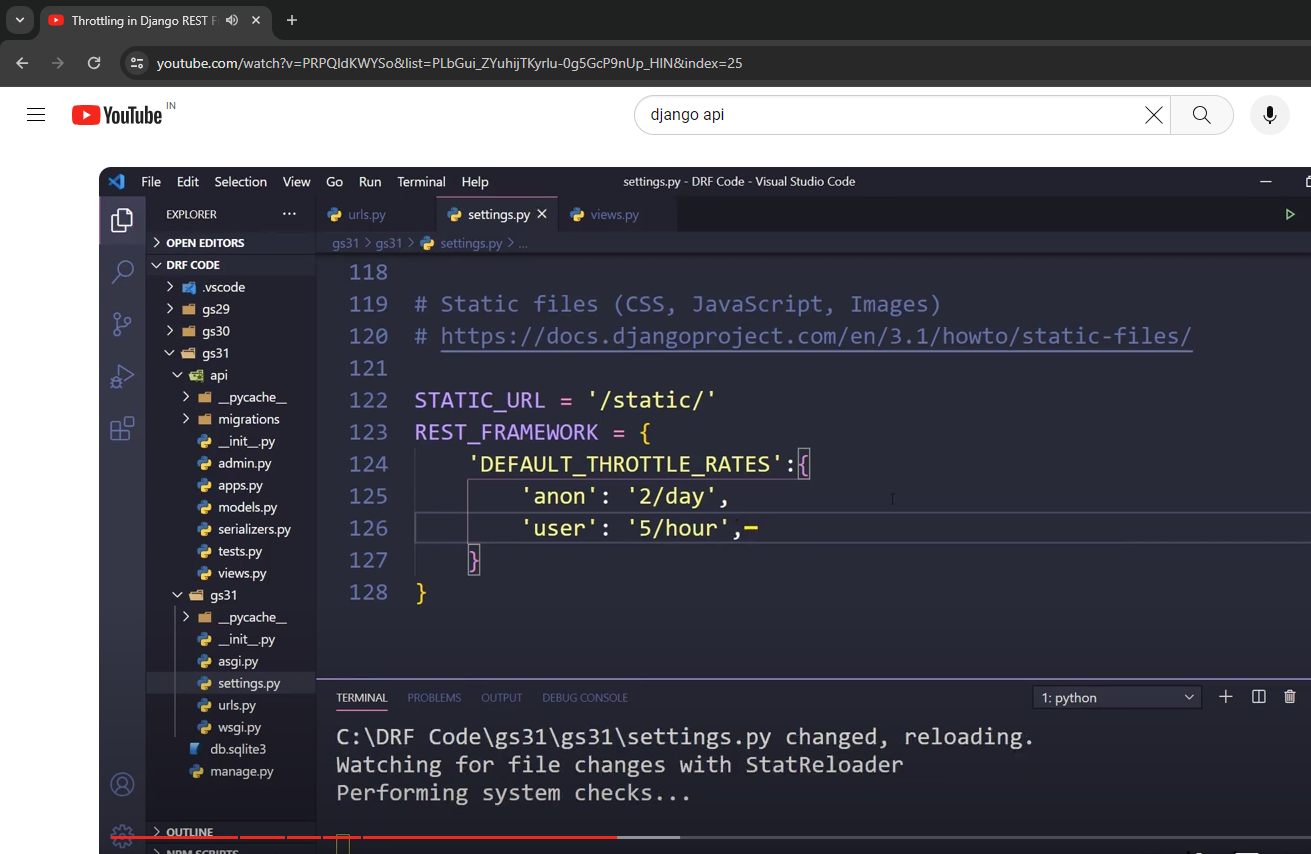 Throttling in Django REST F
youtube.com/watch?v=PRPQIdKWYSo&list=PLbGui_ZYuhijTKyrlu-0g5GcP9nUp_HIN&index=25
YouTube IN
django api
File Edit Selection View Go Run Terminal Help
settings.py - DRF Code - Visual Studio Code
EXPLORER
urls.py
settings.py
views.py
OPEN EDITORS
gs31 > gs31 > settings.py > ...
DRF CODE
.vscode
gs29
gs30
gs31
api
__pycache__
migrations
__init__.py
admin.py
apps.py
models.py
serializers.py
tests.py
views.py
gs31
__pycache__
__init__.py
asgi.py
settings.py
urls.py
wsgi.py
db.sqlite3
manage.py
OUTLINE
NPM SCRIPTS
118
119 # Static files (CSS, JavaScript, Images)
120 # https://docs.djangoproject.com/en/3.1/howto/static-files/
121
122 STATIC_URL = '/static/'
123 REST_FRAMEWORK = {
124 'DEFAULT_THROTTLE_RATES':{
125 'anon': '2/day',
126 'user': '5/hour',
127 }
128 }
TERMINAL PROBLEMS OUTPUT DEBUG CONSOLE
1: python
C:\DRF Code\gs31\gs31\settings.py changed, reloading.
Watching for file changes with StatReloader
Performing system checks...